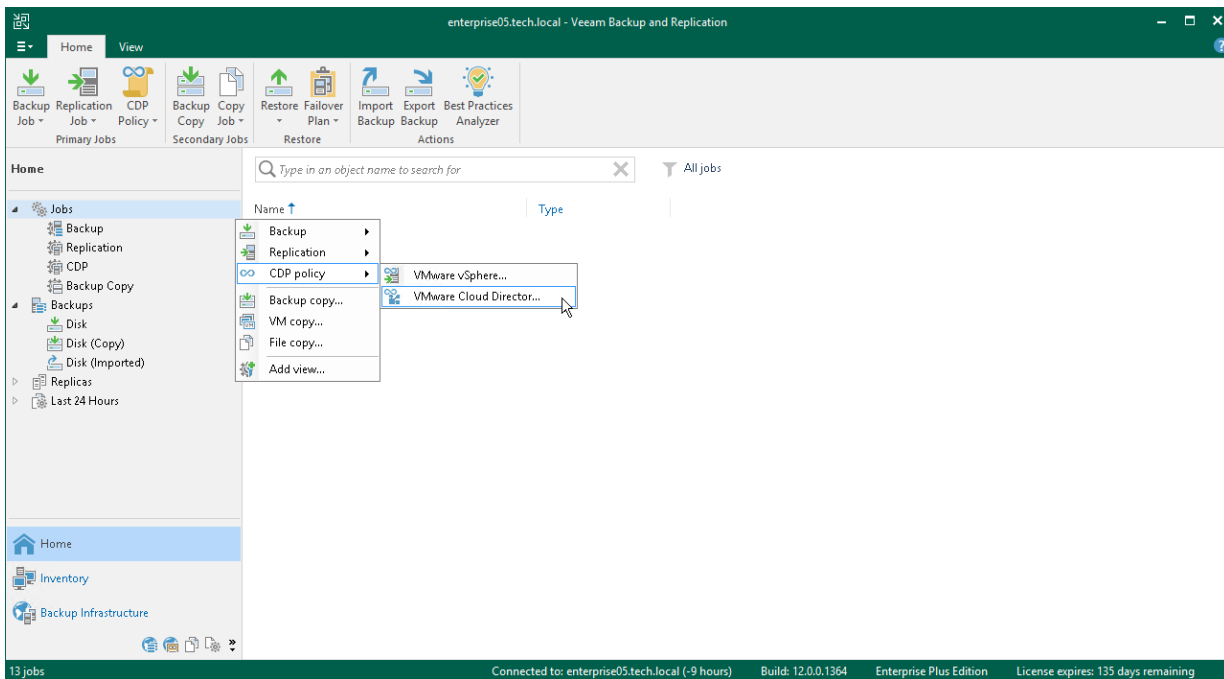 enterprise05.tech.local - Veeam Backup and Replication
Home View
Backup Job Replication Job CDP Policy Backup Copy Copy Job Restore Failover Plan Import Backup Export Backup Best Practices Analyzer
Primary Jobs Secondary Jobs Restore Actions
Home
Type in an object name to search for
All jobs
Jobs
Backup
Replication
CDP
Backup Copy
Backups
Disk
Disk (Copy)
Disk (Imported)
Replicas
Last 24 Hours
Name Type
Backup
Replication
CDP policy
Backup copy...
VM copy...
File copy...
Add view...
VMware vSphere...
VMware Cloud Director...
Home
Inventory
Backup Infrastructure
13 jobs Connected to: enterprise05.tech.local (-9 hours) Build: 12.0.0.1364 Enterprise Plus Edition License expires: 135 days remaining